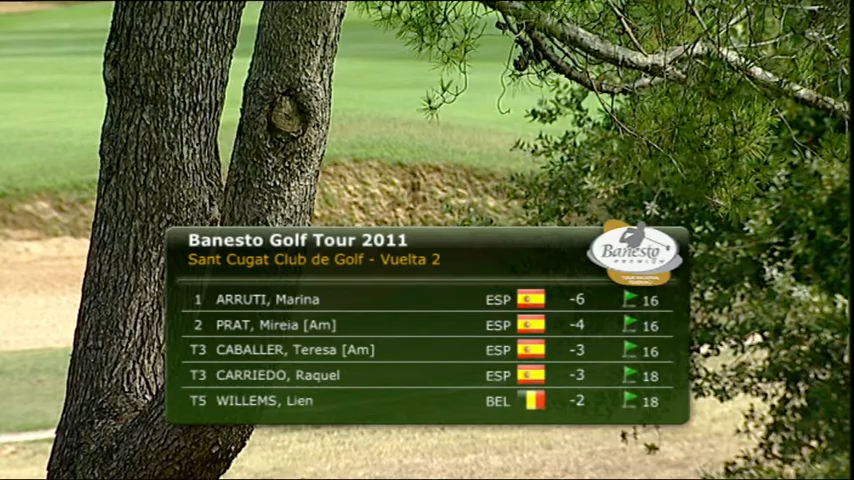 Banesto Golf Tour 2011
Sant Cugat Club de Golf - Vuelta 2
Banesto
PREMIUM
1 ARRUTI, Marina ESP -6 16
2 PRAT, Mireia [Am] ESP -4 16
T3 CABALLER, Teresa [Am] ESP -3 16
T3 CARRIEDO, Raquel ESP -3 18
T5 WILLEMS, Lien BEL -2 18